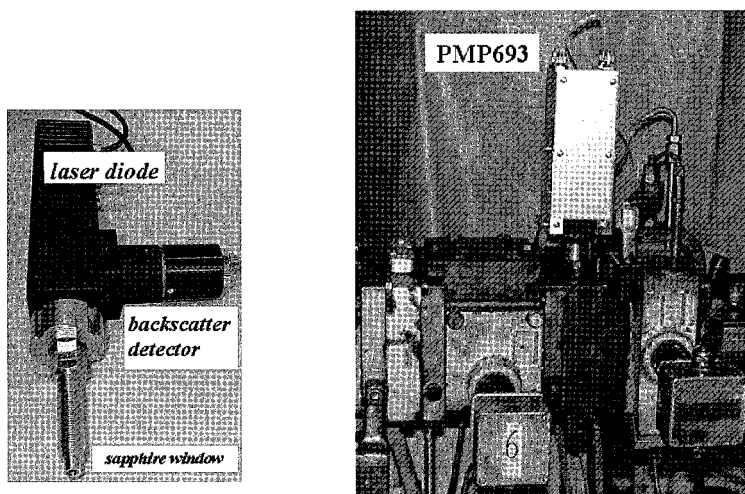 laser diode
backscatter
detector
sapphire window
PMP693
6